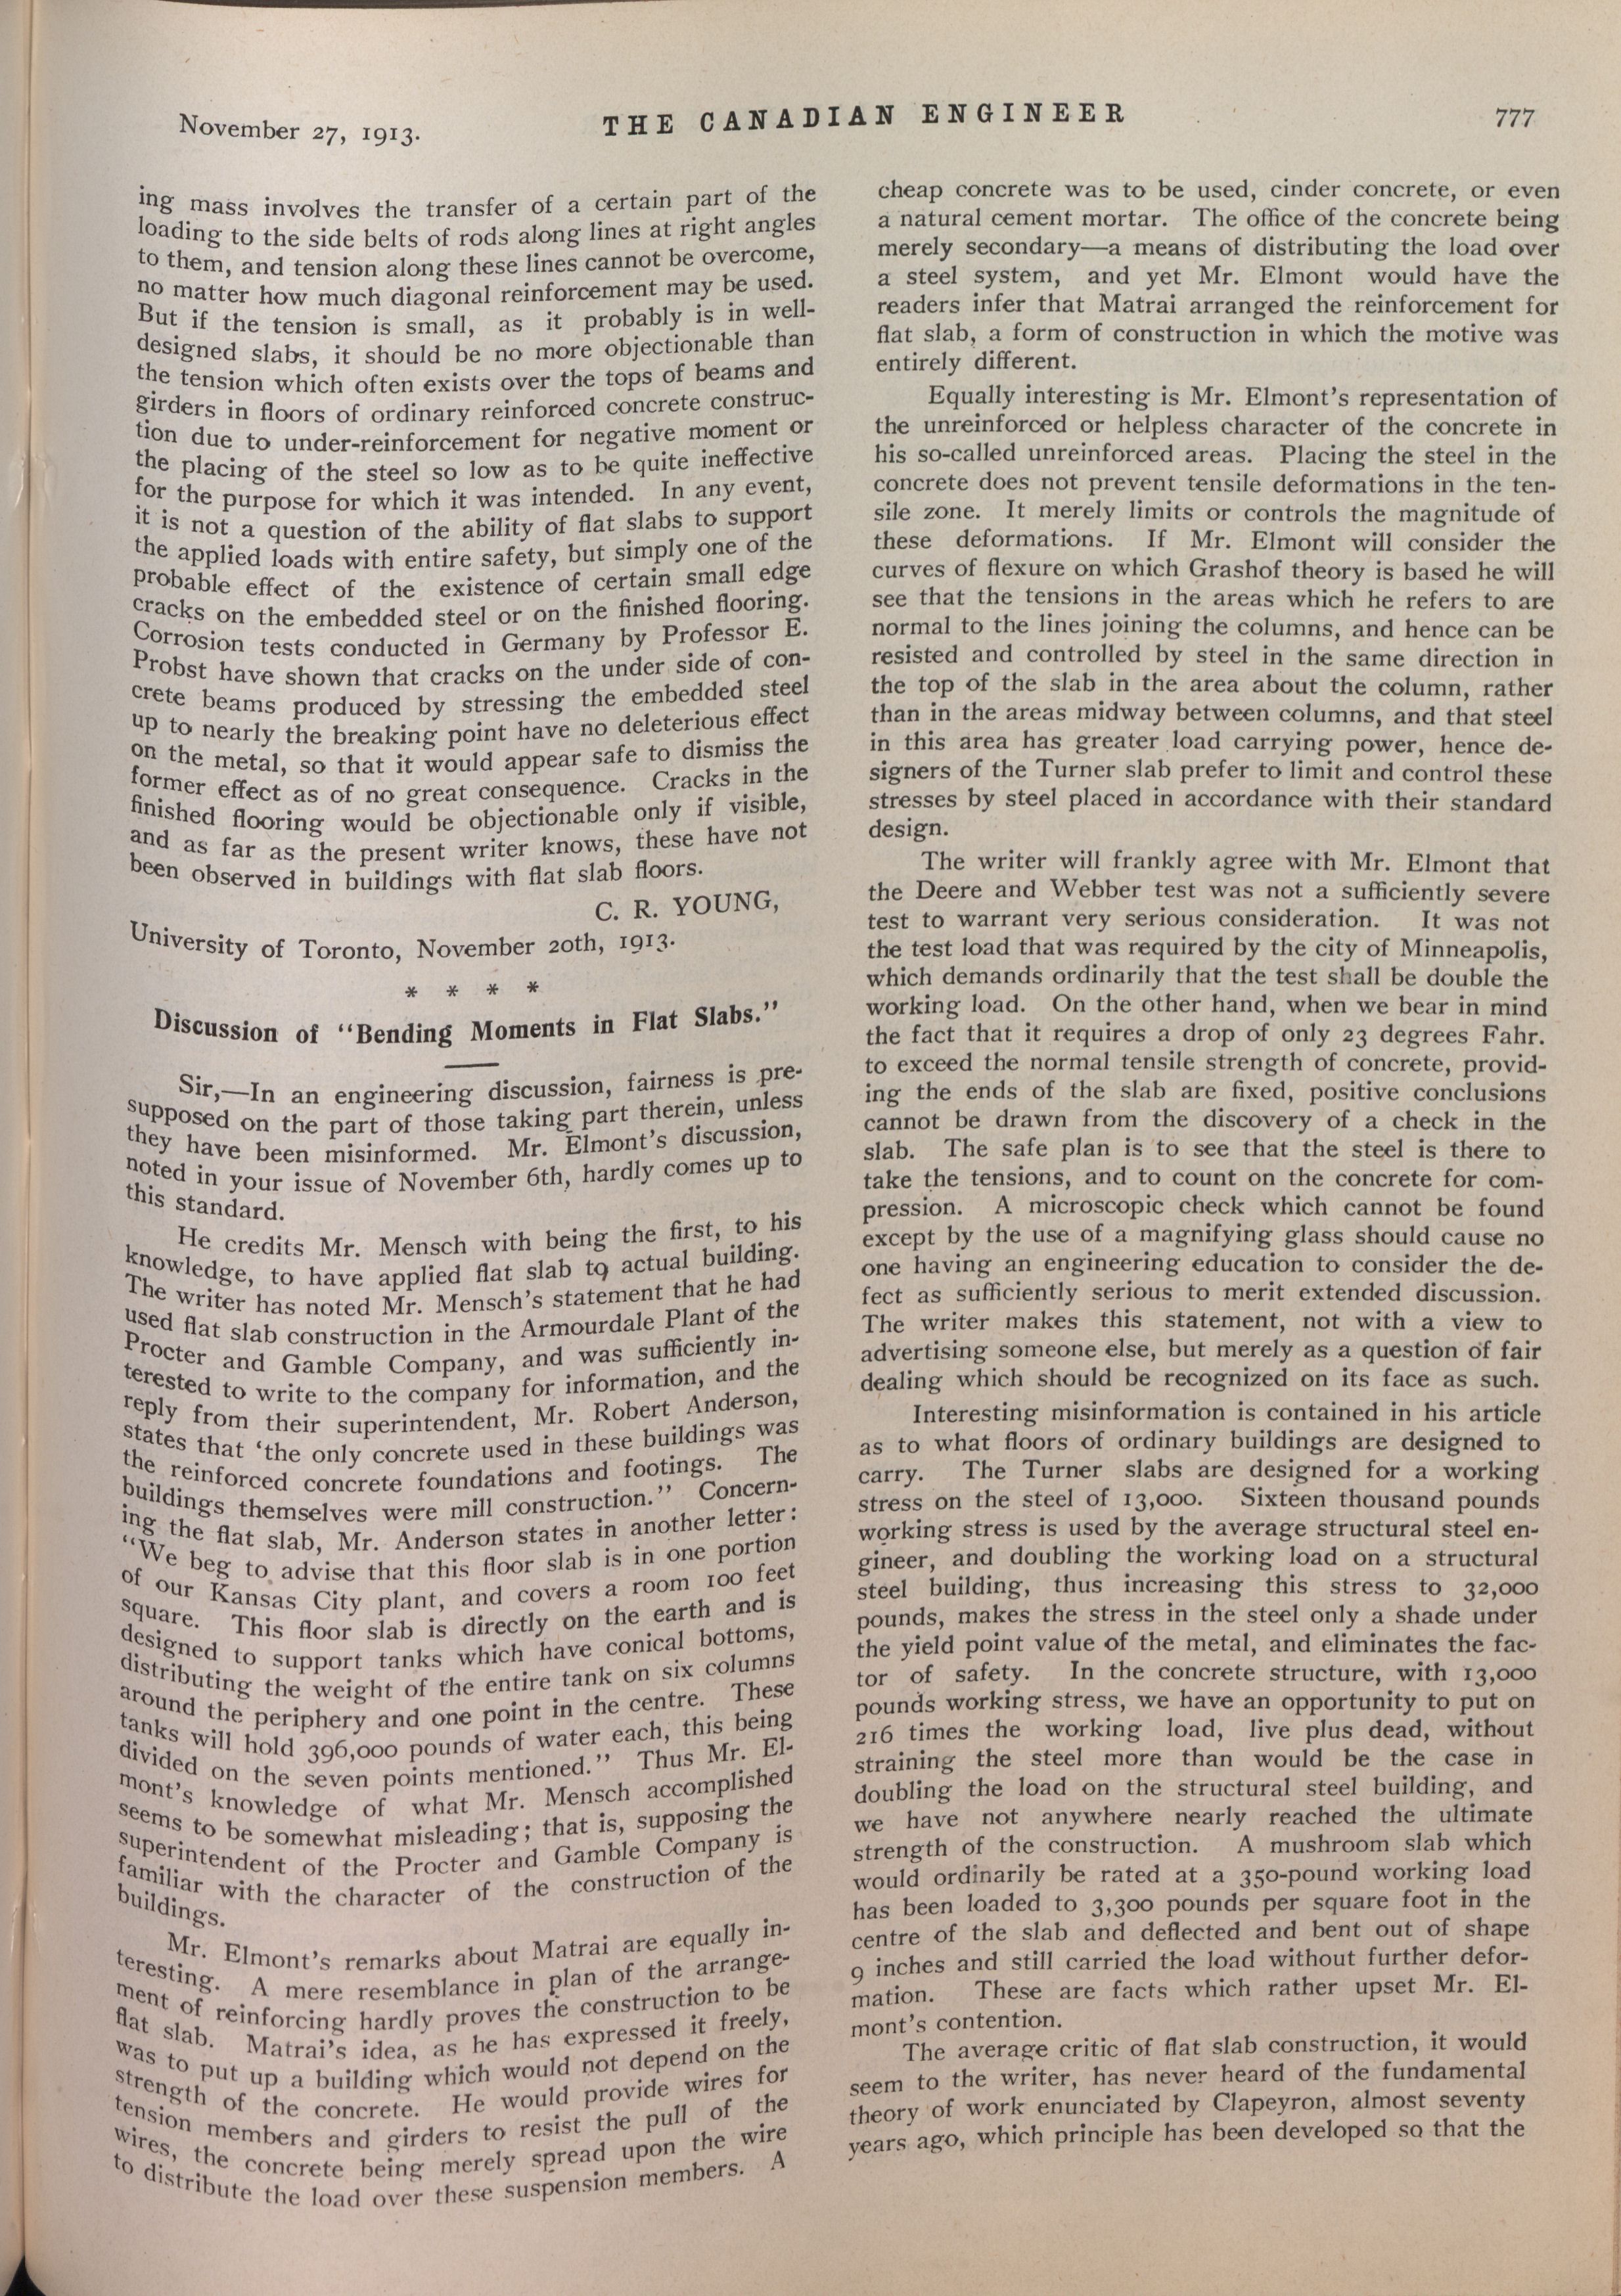 November 27, 1913.
THE CANADIAN ENGINEER
777
ing mass involves the transfer of a certain part of the
loading to the side belts of rods along lines at right angles
to them, and tension along these lines cannot be overcome,
no matter how much diagonal reinforcement may be used.
But if the tension is small, as it probably is in well-
designed slabs, it should be no more objectionable than
the tension which often exists over the tops of beams and
girders in floors of ordinary reinforced concrete construc-
tion due to under-reinforcement for negative moment or
the placing of the steel so low as to be quite ineffective
for the purpose for which it was intended. In any event,
it is not a question of the ability of flat slabs to support
the applied loads with entire safety, but simply one of the
probable effect of the existence of certain small edge
cracks on the embedded steel or on the finished flooring.
Corrosion tests conducted in Germany by Professor E.
Probst have shown that cracks on the under side of con-
crete beams produced by stressing the embedded steel
up to nearly the breaking point have no deleterious effect
on the metal, so that it would appear safe to dismiss the
former effect as of no great consequence. Cracks in the
finished flooring would be objectionable only if visible,
and as far as the present writer knows, these have not
been observed in buildings with flat slab floors.
C. R. YOUNG,
University of Toronto, November 20th, 1913.
* * * *
Discussion of “Bending Moments in Flat Slabs.”
Sir,—In an engineering discussion, fairness is pre-
supposed on the part of those taking part therein, unless
they have been misinformed. Mr. Elmont's discussion,
noted in your issue of November 6th, hardly comes up to
this standard.
He credits Mr. Mensch with being the first, to his
knowledge, to have applied flat slab to actual building.
The writer has noted Mr. Mensch's statement that he had
used flat slab construction in the Armourdale Plant of the
Procter and Gamble Company, and was sufficiently in-
terested to write to the company for information, and the
reply from their superintendent, Mr. Robert Anderson,
states that ‘the only concrete used in these buildings was
the reinforced concrete foundations and footings. The
buildings themselves were mill construction.” Concern-
ing the flat slab, Mr. Anderson states in another letter:
“We beg to advise that this floor slab is in one portion
of our Kansas City plant, and covers a room 100 feet
square. This floor slab is directly on the earth and is
designed to support tanks which have conical bottoms,
distributing the weight of the entire tank on six columns
around the periphery and one point in the centre. These
tanks will hold 396,000 pounds of water each, this being
divided on the seven points mentioned.” Thus Mr. El-
mont's knowledge of what Mr. Mensch accomplished
seems to be somewhat misleading; that is, supposing the
superintendent of the Procter and Gamble Company is
familiar with the character of the construction of the
buildings.
Mr. Elmont's remarks about Matrai are equally in-
teresting. A mere resemblance in plan of the arrange-
ment of reinforcing hardly proves the construction to be
flat slab. Matrai's idea, as he has expressed it freely,
was to put up a building which would not depend on the
strength of the concrete. He would provide wires for
tension members and girders to resist the pull of the
wires, the concrete being merely spread upon the wire
to distribute the load over these suspension members. A
cheap concrete was to be used, cinder concrete, or even
a natural cement mortar. The office of the concrete being
merely secondary—a means of distributing the load over
a steel system, and yet Mr. Elmont would have the
readers infer that Matrai arranged the reinforcement for
flat slab, a form of construction in which the motive was
entirely different.
Equally interesting is Mr. Elmont's representation of
the unreinforced or helpless character of the concrete in
his so-called unreinforced areas. Placing the steel in the
concrete does not prevent tensile deformations in the ten-
sile zone. It merely limits or controls the magnitude of
these deformations. If Mr. Elmont will consider the
curves of flexure on which Grashof theory is based he will
see that the tensions in the areas which he refers to are
normal to the lines joining the columns, and hence can be
resisted and controlled by steel in the same direction in
the top of the slab in the area about the column, rather
than in the areas midway between columns, and that steel
in this area has greater load carrying power, hence de-
signers of the Turner slab prefer to limit and control these
stresses by steel placed in accordance with their standard
design.
The writer will frankly agree with Mr. Elmont that
the Deere and Webber test was not a sufficiently severe
test to warrant very serious consideration. It was not
the test load that was required by the city of Minneapolis,
which demands ordinarily that the test shall be double the
working load. On the other hand, when we bear in mind
the fact that it requires a drop of only 23 degrees Fahr.
to exceed the normal tensile strength of concrete, provid-
ing the ends of the slab are fixed, positive conclusions
cannot be drawn from the discovery of a check in the
slab. The safe plan is to see that the steel is there to
take the tensions, and to count on the concrete for com-
pression. A microscopic check which cannot be found
except by the use of a magnifying glass should cause no
one having an engineering education to consider the de-
fect as sufficiently serious to merit extended discussion.
The writer makes this statement, not with a view to
advertising someone else, but merely as a question of fair
dealing which should be recognized on its face as such.
Interesting misinformation is contained in his article
as to what floors of ordinary buildings are designed to
carry. The Turner slabs are designed for a working
stress on the steel of 13,000. Sixteen thousand pounds
working stress is used by the average structural steel en-
gineer, and doubling the working load on a structural
steel building, thus increasing this stress to 32,000
pounds, makes the stress in the steel only a shade under
the yield point value of the metal, and eliminates the fac-
tor of safety. In the concrete structure, with 13,000
pounds working stress, we have an opportunity to put on
216 times the working load, live plus dead, without
straining the steel more than would be the case in
doubling the load on the structural steel building, and
we have not anywhere nearly reached the ultimate
strength of the construction. A mushroom slab which
would ordinarily be rated at a 350-pound working load
has been loaded to 3,300 pounds per square foot in the
centre of the slab and deflected and bent out of shape
9 inches and still carried the load without further defor-
mation. These are facts which rather upset Mr. El-
mont's contention.
The average critic of flat slab construction, it would
seem to the writer, has never heard of the fundamental
theory of work enunciated by Clapeyron, almost seventy
years ago, which principle has been developed so that the